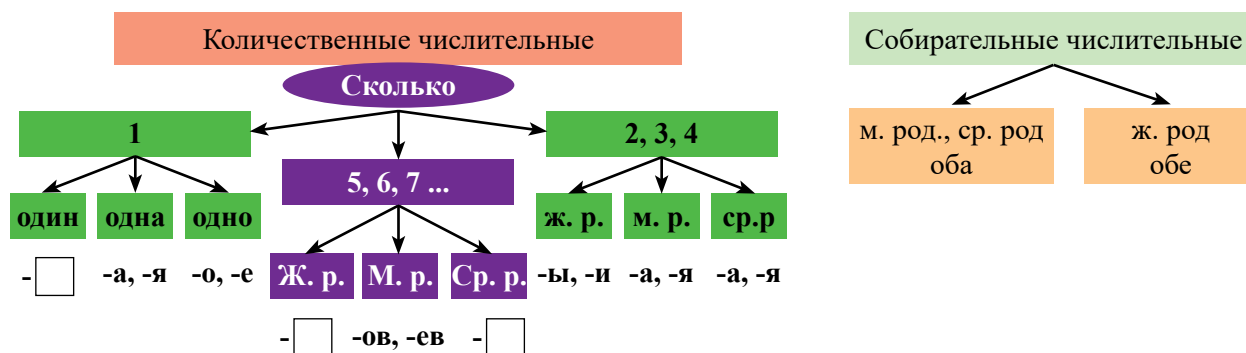 Количественные числительные
Сколько
1
2, 3, 4
5, 6, 7 ...
один одна одно
ж. р. м. р. ср.р
- -а, -я -о, -е
Ж. р. М. р. Ср. р.
-ы, -и -а, -я -а, -я
- -ов, -ев -
Собирательные числительные
м. род., ср. род
оба
ж. род
обе